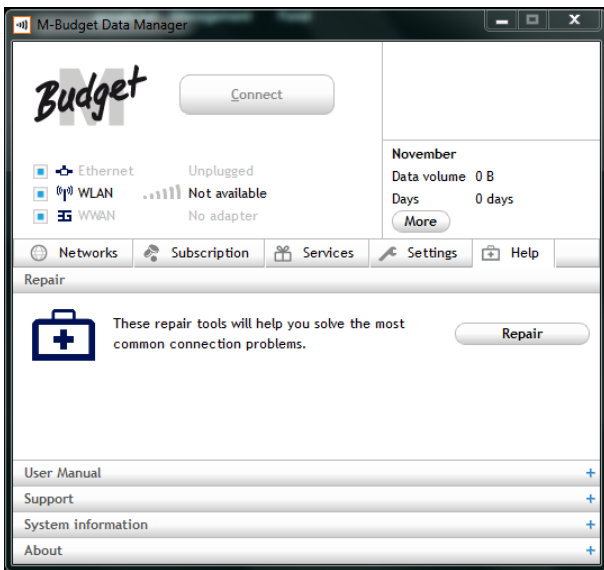 M-Budget Data Manager
M Budget
Connect
Ethernet Unplugged
WLAN Not available
3G WWAN No adapter
November
Data volume 0 B
Days 0 days
More
Networks Subscription Services Settings Help
Repair
These repair tools will help you solve the most
common connection problems.
Repair
User Manual
Support
System information
About